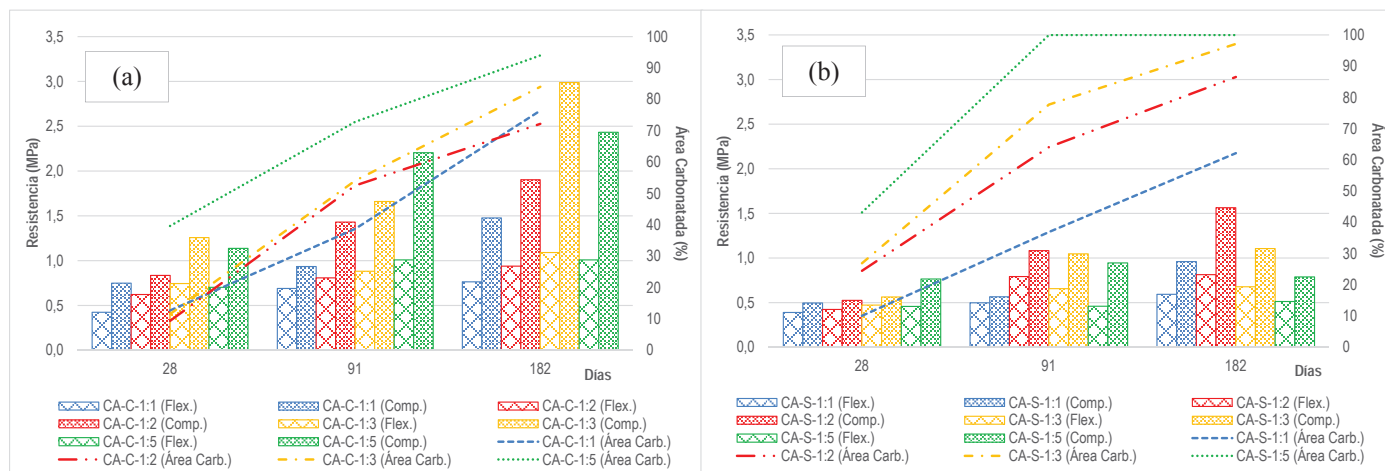 (a)
Resistencia (MPa)
3,5
3,0
2,5
2,0
1,5
1,0
0,5
0,0
100
90
80
70
60
50
40
30
20
10
0
Área Carbonatada (%)
28 91 182 Días
CA-C-1:1 (Flex.) CA-C-1:1 (Comp.) CA-C-1:2 (Flex.)
CA-C-1:2 (Comp.) CA-C-1:3 (Flex.) CA-C-1:3 (Comp.)
CA-C-1:5 (Flex.) CA-C-1:5 (Comp.) CA-C-1:1 (Área Carb.)
CA-C-1:2 (Área Carb.) CA-C-1:3 (Área Carb.) CA-C-1:5 (Área Carb.)
(b)
Resistencia (MPa)
3,5
3,0
2,5
2,0
1,5
1,0
0,5
0,0
100
90
80
70
60
50
40
30
20
10
0
Área Carbonatada (%)
28 91 182 Días
CA-S-1:1 (Flex.) CA-S-1:1 (Comp.) CA-S-1:2 (Flex.)
CA-S-1:2 (Comp.) CA-S-1:3 (Flex.) CA-S-1:3 (Comp.)
CA-S-1:5 (Flex.) CA-S-1:5 (Comp.) CA-S-1:1 (Área Carb.)
CA-S-1:2 (Área Carb.) CA-S-1:3 (Área Carb.) CA-S-1:5 (Área Carb.)